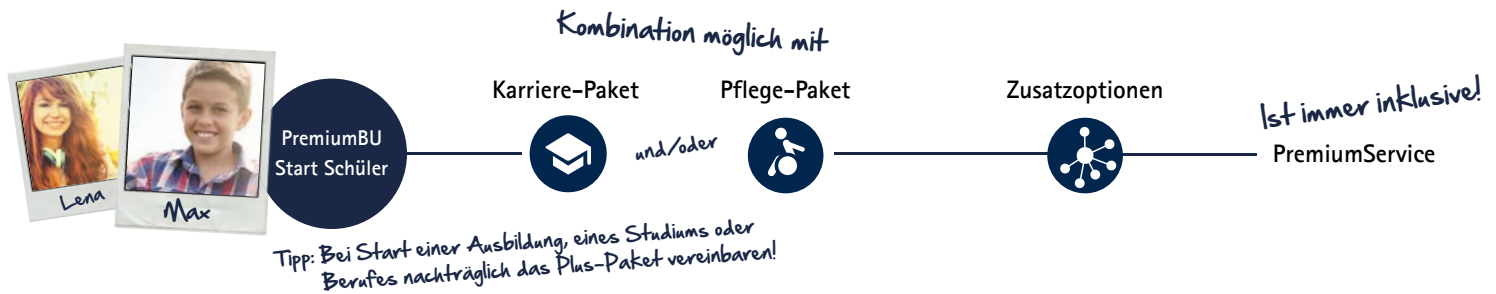 Kombination möglich mit
Karriere-Paket
Pflege-Paket
Zusatzoptionen
Ist immer inklusive!
PremiumBU
Start Schüler
und/oder
PremiumService
Lena
Max
Tipp: Bei Start einer Ausbildung, eines Studiums oder
Berufes nachträglich das Plus-Paket vereinbaren!